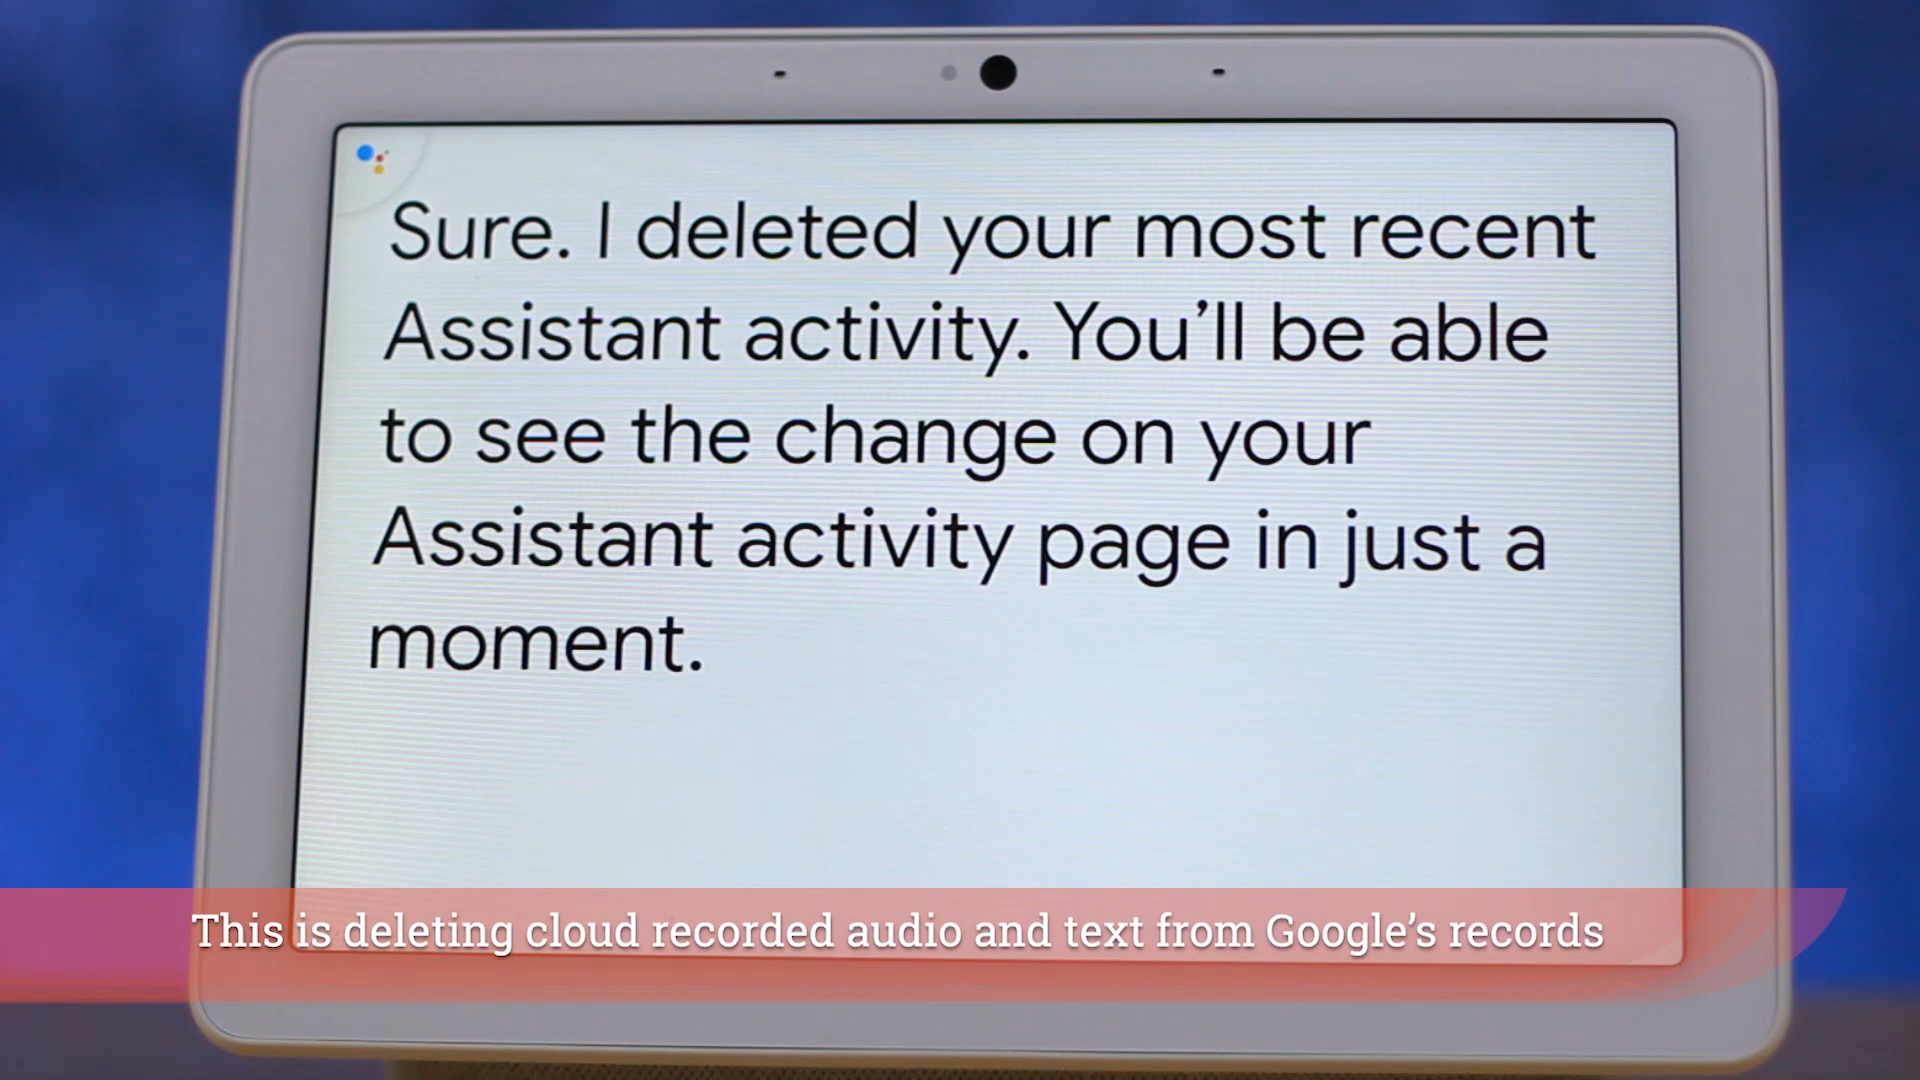 Sure. I deleted your most recent
Assistant activity. You’ll be able
to see the change on your
Assistant activity page in just a
moment.
This is deleting cloud recorded audio and text from Google’s records